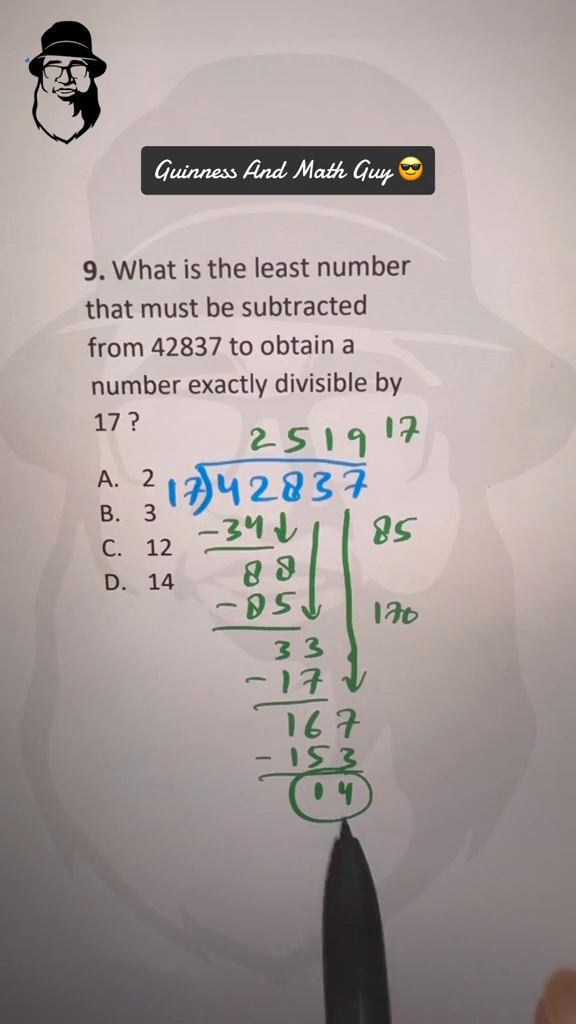 Guinness And Math Guy 😎
9. What is the least number
that must be subtracted
from 42837 to obtain a
number exactly divisible by
17 ?
A. 2
B. 3
C. 12
D. 14
2519 17
17)42837
-34 85
88
-85 170
33
-17
167
-153
14